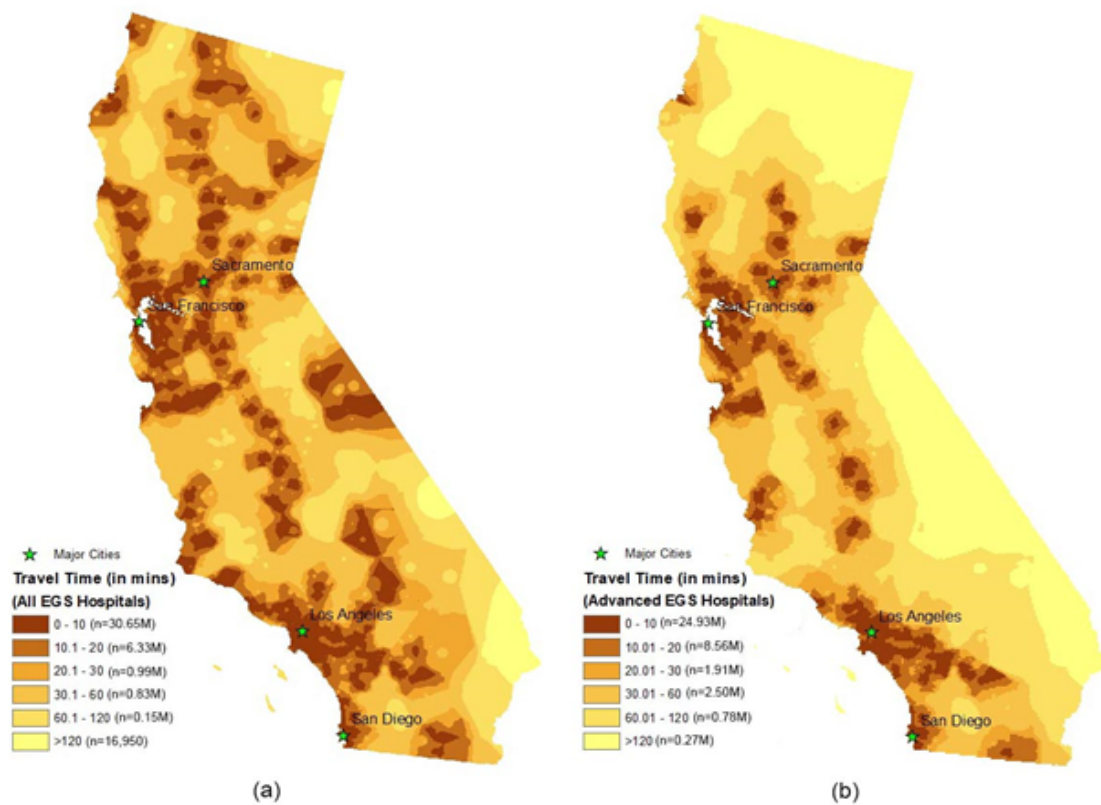 Sacramento
San Francisco
Los Angeles
San Diego
Major Cities
Travel Time (in mins)
(All EGS Hospitals)
0 - 10 (n=30.65M)
10.1 - 20 (n=6.33M)
20.1 - 30 (n=0.99M)
30.1 - 60 (n=0.83M)
60.1 - 120 (n=0.15M)
>120 (n=16,950)
(a)
Sacramento
San Francisco
Los Angeles
San Diego
Major Cities
Travel Time (in mins)
(Advanced EGS Hospitals)
0 - 10 (n=24.93M)
10.01 - 20 (n=8.56M)
20.01 - 30 (n=1.91M)
30.01 - 60 (n=2.50M)
60.01 - 120 (n=0.78M)
>120 (n=0.27M)
(b)